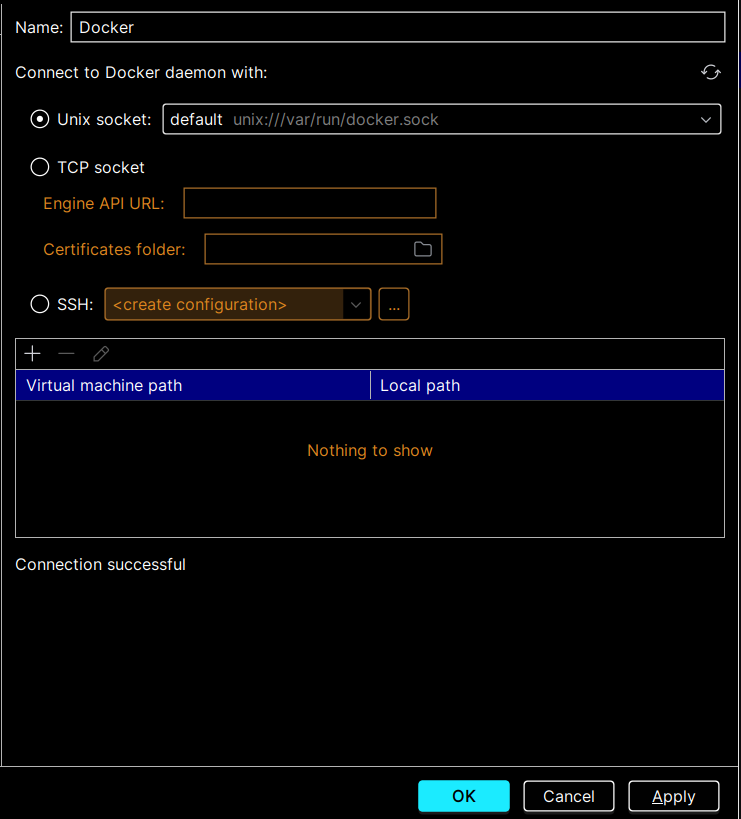 Name: Docker
Connect to Docker daemon with:
Unix socket: default unix:///var/run/docker.sock
TCP socket
Engine API URL:
Certificates folder:
SSH: <create configuration> ...
Virtual machine path Local path
Nothing to show
Connection successful
OK Cancel Apply